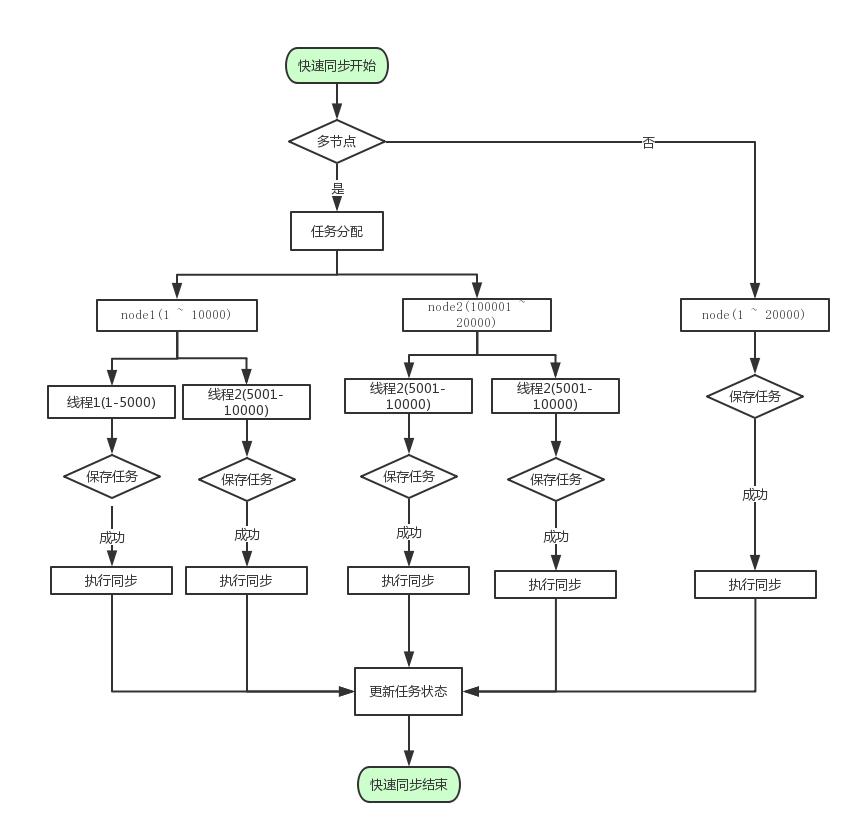 快速同步开始
多节点
否
是
任务分配
node1(1 ~ 10000)
node2(100001 ~
20000)
node(1 ~ 20000)
线程1(1-5000)
线程2(5001-
10000)
线程2(5001-
10000)
线程2(5001-
10000)
保存任务
保存任务
保存任务
保存任务
保存任务
成功
成功
成功
成功
成功
执行同步
执行同步
执行同步
执行同步
执行同步
更新任务状态
快速同步结束